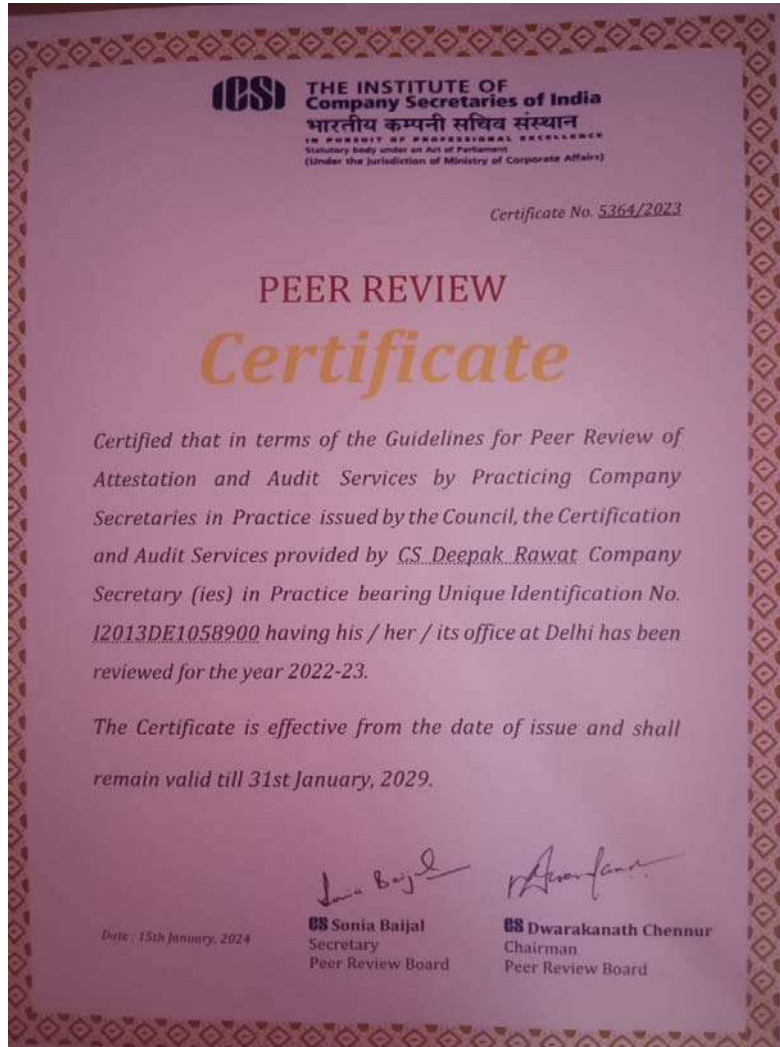 ICSI
THE INSTITUTE OF
Company Secretaries of India
भारतीय कम्पनी सचिव संस्थान
IN PURSUIT OF PROFESSIONAL EXCELLENCE
Statutory body under an Act of Parliament
(Under the jurisdiction of Ministry of Corporate Affairs)
Certificate No. 5364/2023
PEER REVIEW
Certificate
Certified that in terms of the Guidelines for Peer Review of
Attestation and Audit Services by Practicing Company
Secretaries in Practice issued by the Council, the Certification
and Audit Services provided by CS Deepak Rawat Company
Secretary (ies) in Practice bearing Unique Identification No.
I2013DE1058900 having his / her / its office at Delhi has been
reviewed for the year 2022-23.
The Certificate is effective from the date of issue and shall
remain valid till 31st January, 2029.
Sonia Baijal
Date : 15th January, 2024
CS Sonia Baijal
Secretary
Peer Review Board
CS Dwarakanath Chennur
Chairman
Peer Review Board